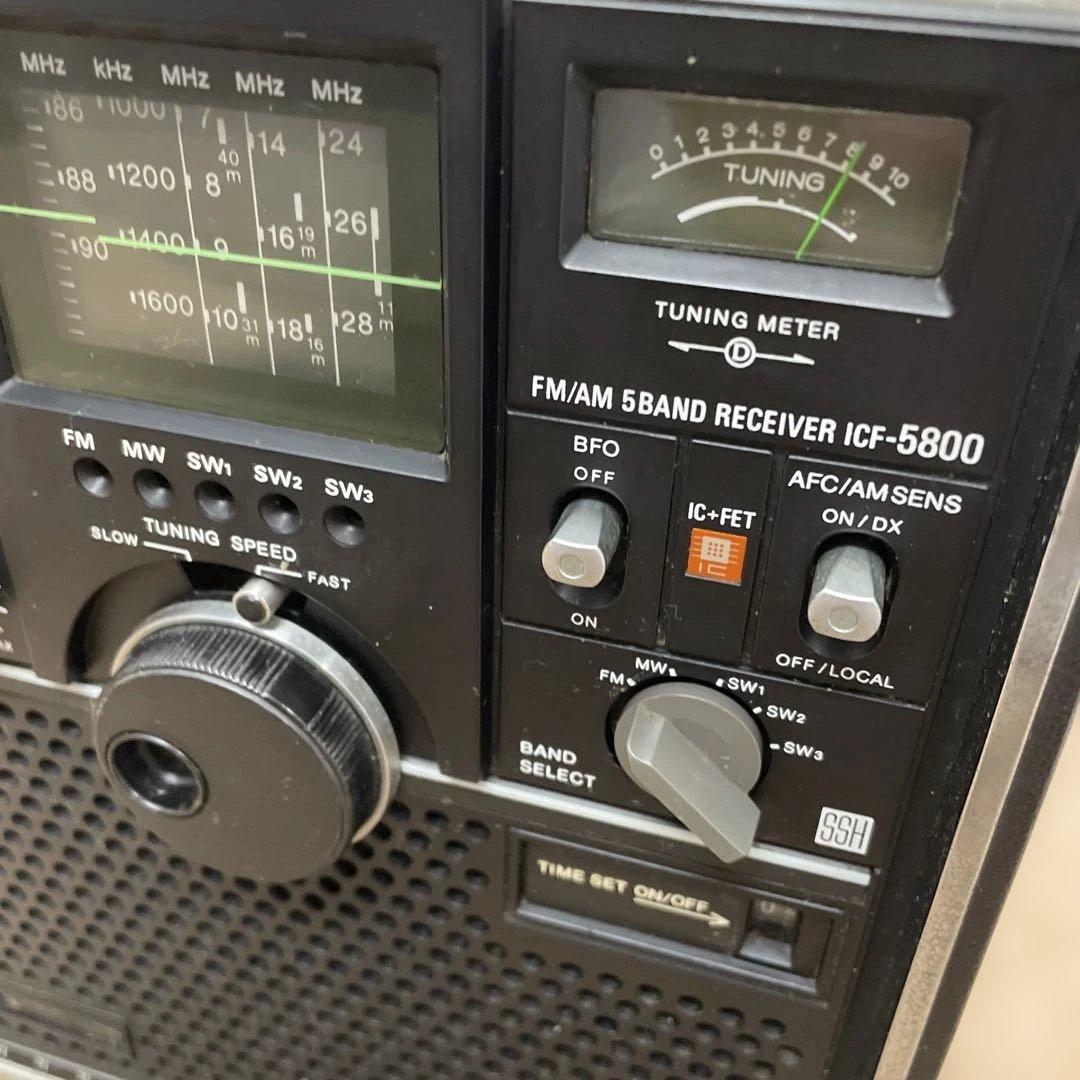 MHz kHz MHz MHz MHz
86 1000 7 14 24
40 m
88 1200 8
16 19 m 26
90 1400 9
1600 10 31 m 18 16 m 28 11 m
FM MW SW1 SW2 SW3
TUNING SPEED
SLOW FAST
0 1 2 3 4 5 6 7 8 9 10
TUNING
TUNING METER
D
FM/AM 5BAND RECEIVER ICF-5800
BFO
OFF
ON
IC+FET
IC
AFC/AM SENS
ON/DX
OFF/LOCAL
FM MW SW1 SW2 SW3
BAND
SELECT
SSH
TIME SET ON/OFF